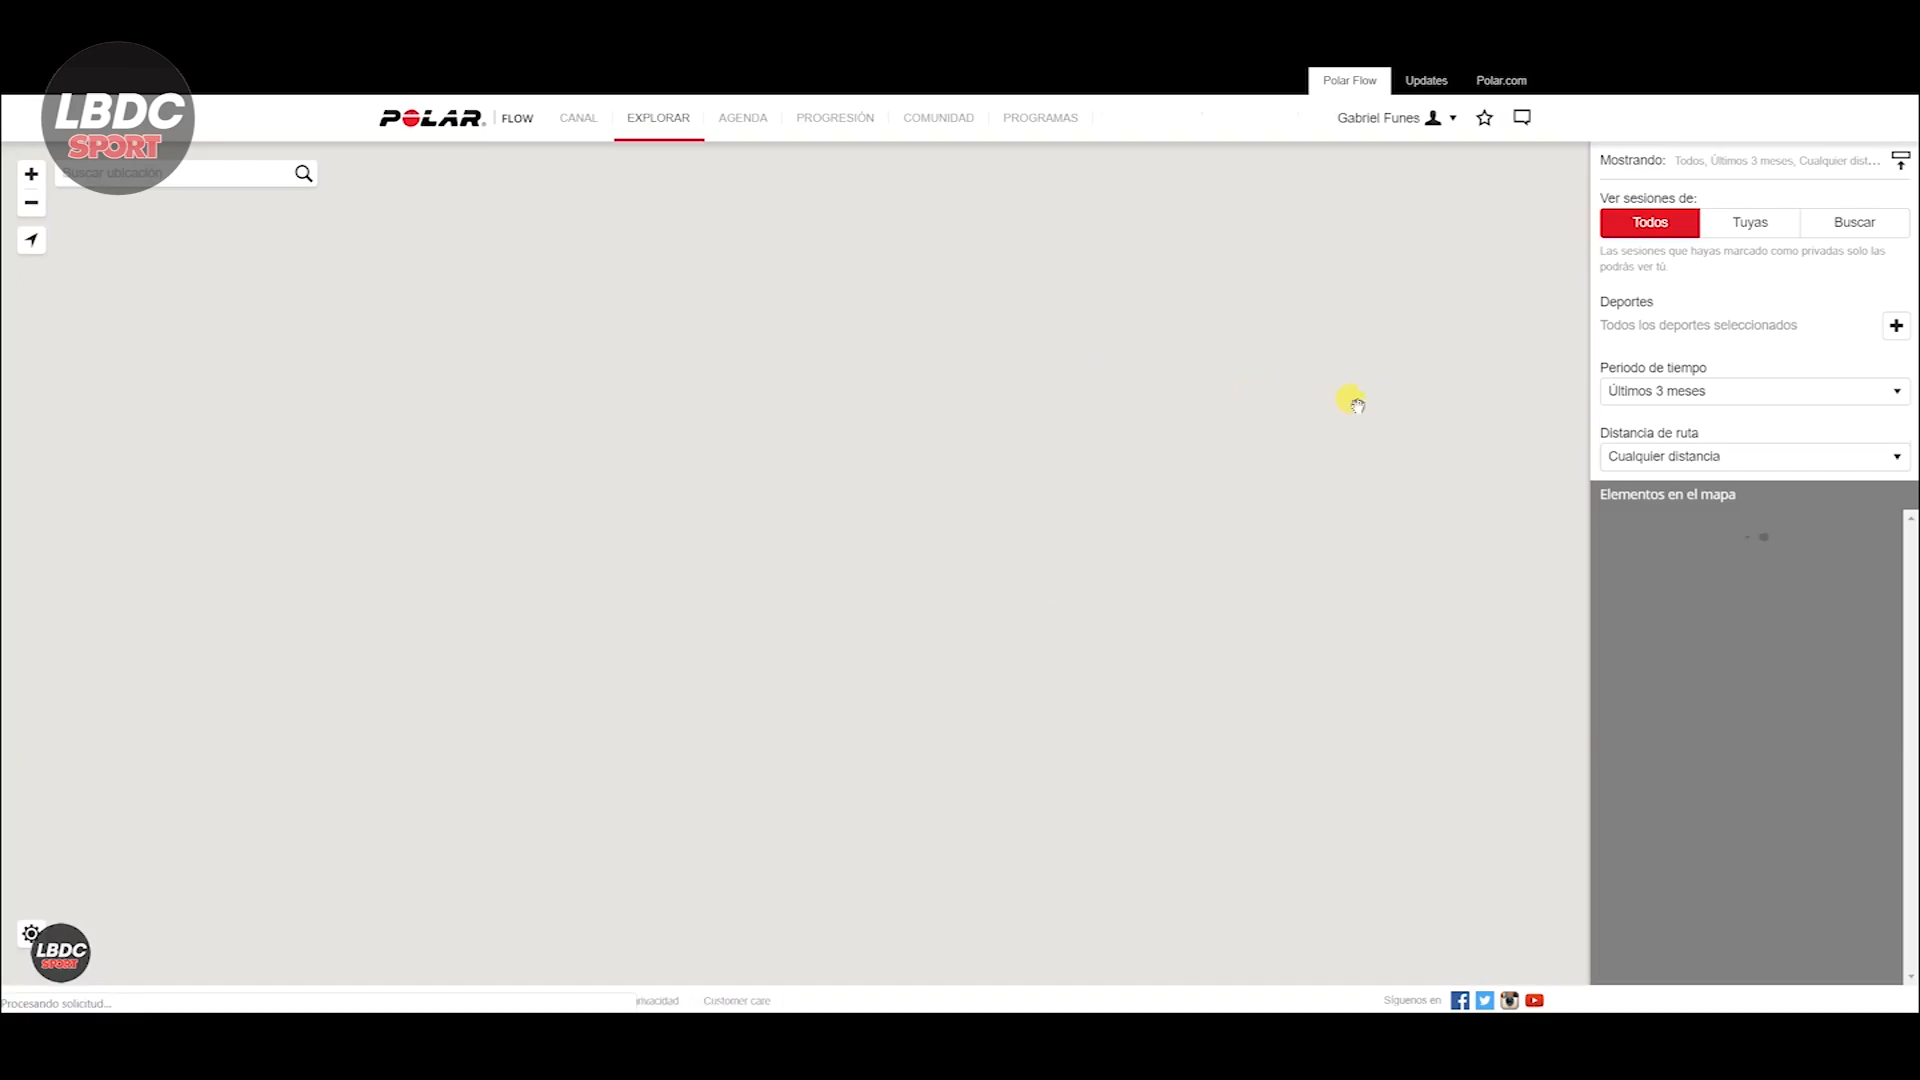 LBDC
SPORT
Polar Flow
Updates
Polar.com
POLAR.
FLOW
CANAL
EXPLORAR
AGENDA
PROGRESIÓN
COMUNIDAD
PROGRAMAS
Gabriel Funes
+
−
Buscar ubicación
Mostrando: Todos, Últimos 3 meses, Cualquier dist...
Ver sesiones de:
Todos
Tuyas
Buscar
Las sesiones que hayas marcado como privadas solo las
podrás ver tú.
Deportes
Todos los deportes seleccionados
+
Periodo de tiempo
Últimos 3 meses
Distancia de ruta
Cualquier distancia
Elementos en el mapa
LBDC
SPORT
Procesando solicitud...
rivacidad
Customer care
Síguenos en